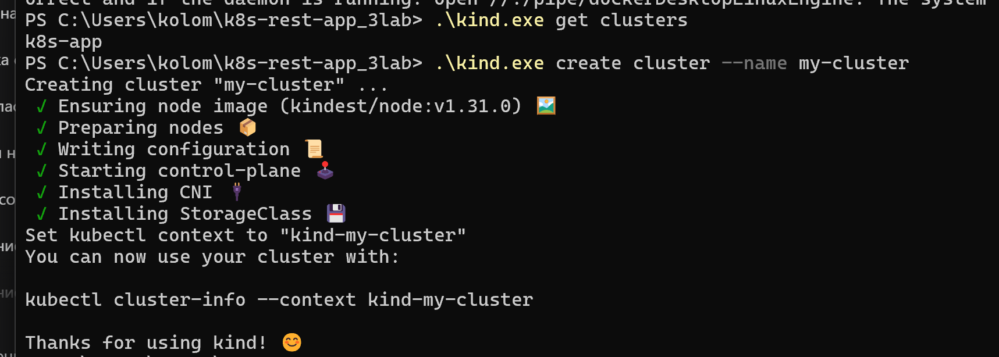 orrect and if the daemon is running: open //./pipe/dockerDesktopLinuxEngine: The system
PS C:\Users\kolom\k8s-rest-app_3lab> .\kind.exe get clusters
k8s-app
PS C:\Users\kolom\k8s-rest-app_3lab> .\kind.exe create cluster --name my-cluster
Creating cluster "my-cluster" ...
✓ Ensuring node image (kindest/node:v1.31.0) 🖼
✓ Preparing nodes 📦
✓ Writing configuration 📜
✓ Starting control-plane 🕹
✓ Installing CNI 🔌
✓ Installing StorageClass 💾
Set kubectl context to "kind-my-cluster"
You can now use your cluster with:
kubectl cluster-info --context kind-my-cluster
Thanks for using kind! 😊